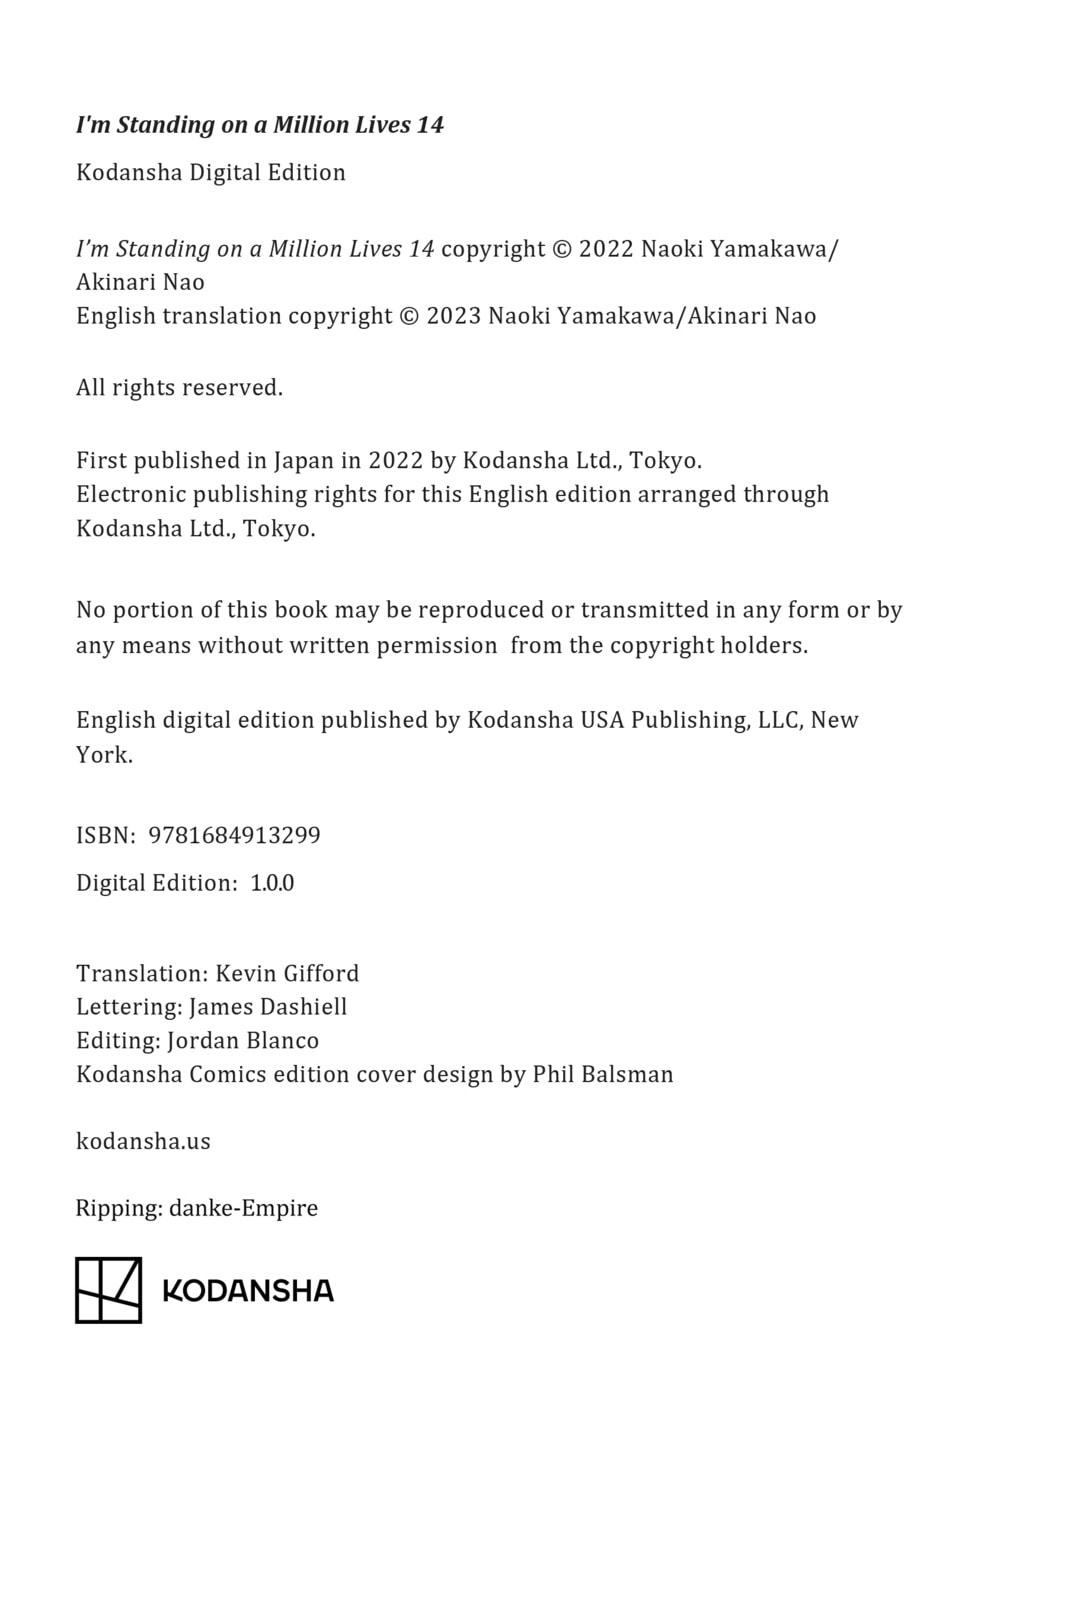 I'm Standing on a Million Lives 14
Kodansha Digital Edition
I’m Standing on a Million Lives 14 copyright © 2022 Naoki Yamakawa/
Akinari Nao
English translation copyright © 2023 Naoki Yamakawa/Akinari Nao
All rights reserved.
First published in Japan in 2022 by Kodansha Ltd., Tokyo.
Electronic publishing rights for this English edition arranged through
Kodansha Ltd., Tokyo.
No portion of this book may be reproduced or transmitted in any form or by
any means without written permission  from the copyright holders.
English digital edition published by Kodansha USA Publishing, LLC, New
York.
ISBN:  9781684913299
Digital Edition:  1.0.0
Translation: Kevin Gifford
Lettering: James Dashiell
Editing: Jordan Blanco
Kodansha Comics edition cover design by Phil Balsman
kodansha.us
Ripping: danke-Empire
KODANSHA